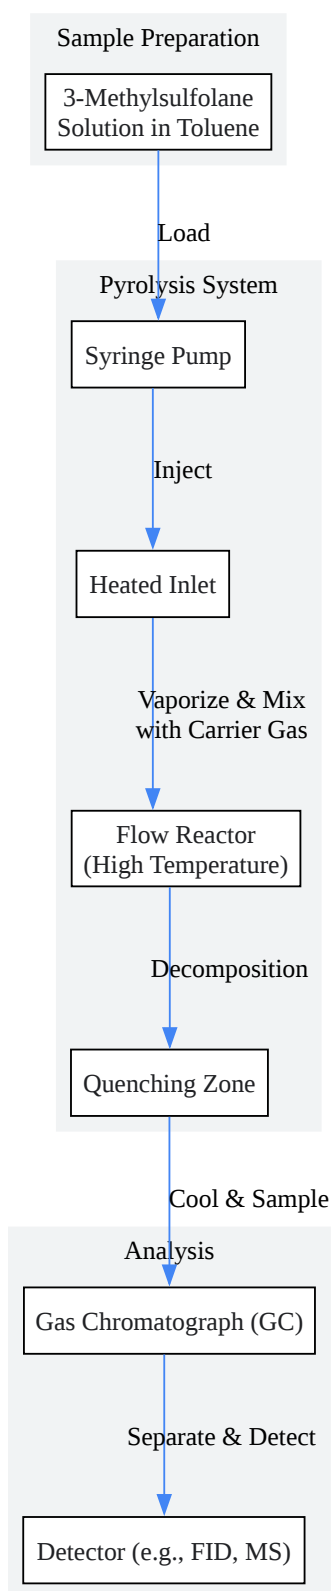 Sample Preparation
3-Methylsulfolane
Solution in Toluene
Load
Pyrolysis System
Syringe Pump
Inject
Heated Inlet
Vaporize & Mix
with Carrier Gas
Flow Reactor
(High Temperature)
Decomposition
Quenching Zone
Cool & Sample
Analysis
Gas Chromatograph (GC)
Separate & Detect
Detector (e.g., FID, MS)